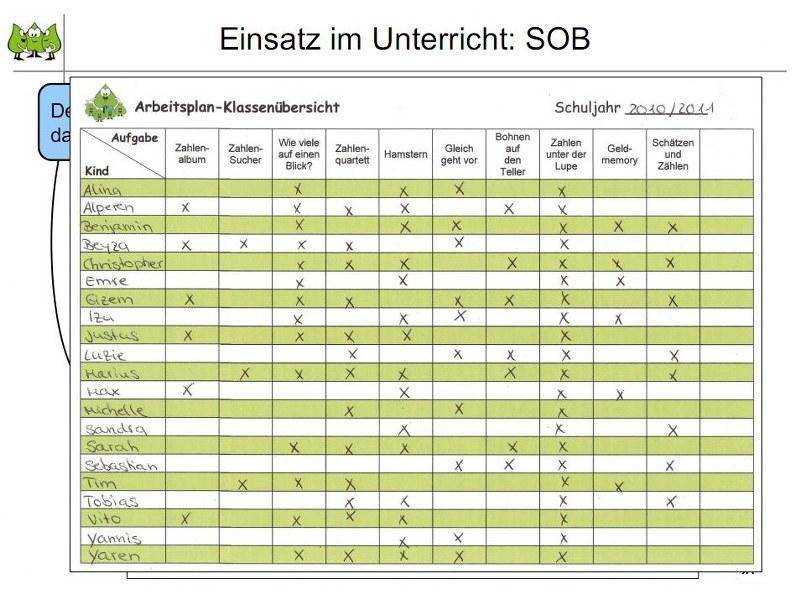 Einsatz im Unterricht: SOB
De
da
Arbeitsplan-Klassenübersicht Schuljahr 2010/2011
Aufgabe Kind Zahlen-album Zahlen-Sucher Wie viele auf einen Blick? Zahlen-quartett Hamstern Gleich geht vor Bohnen auf den Teller Zahlen unter der Lupe Geld-memory Schätzen und Zählen
Alina x x x x
Alperen x x x x x x
Benjamin x x x x x x
Beyza x x x x x x
Christopher x x x x x x x
Emre x x x x
Gizem x x x x x x x
Izu x x x x x
Justus x x x x x
Luzie x x x x x
Marius x x x x x x x
Max x x x x
Michelle x x x
Sandra x x x
Sarah x x x x x
Sebastian x x x x
Tim x x x x x
Tobias x x x x
Vito x x x x x
Yannis x x x
Yaren x x x x x